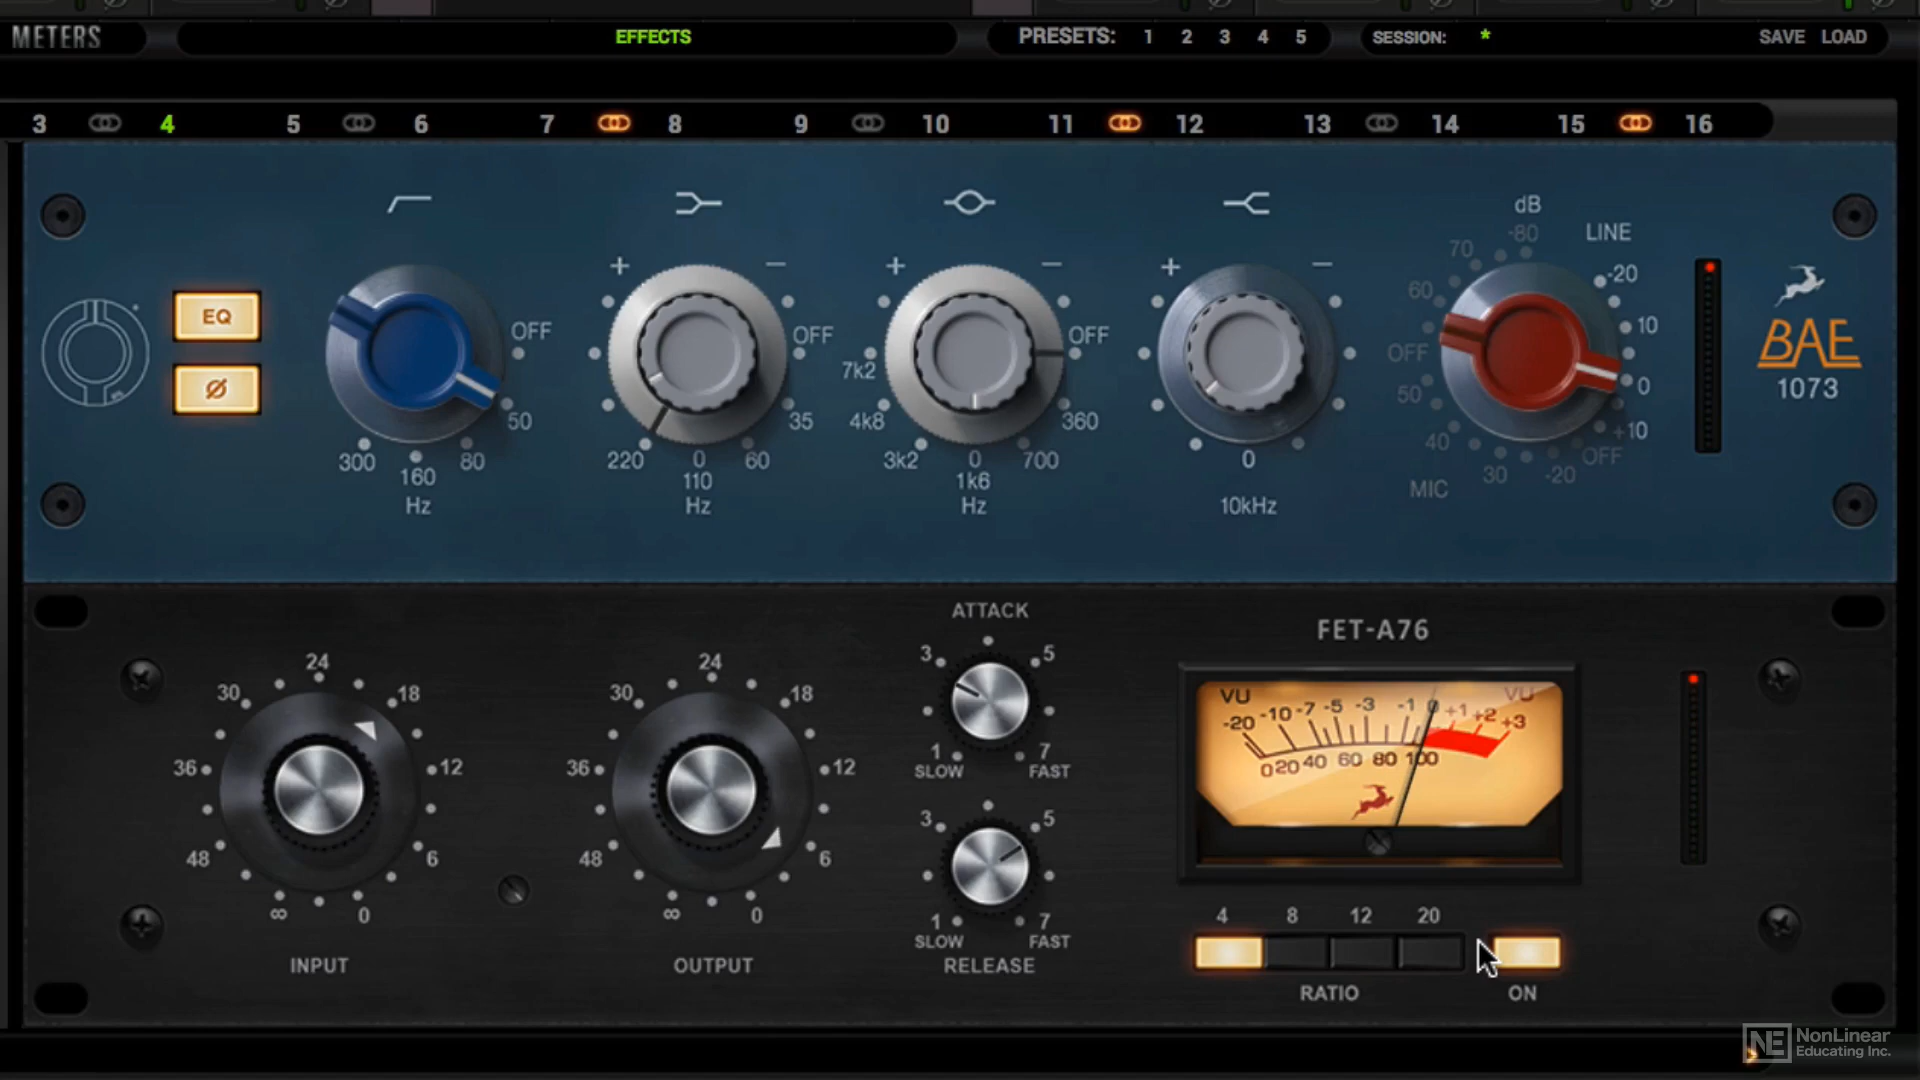 METERS EFFECTS PRESETS: 1 2 3 4 5 SESSION: * SAVE LOAD
3 4 5 6 7 8 9 10 11 12 13 14 15 16
EQ
Ø
OFF
50
80
160
300
Hz
+ −
OFF
35
60
0
110
220
Hz
+ −
OFF
360
700
0
1k6
3k2
4k8
7k2
Hz
+ −
0
10kHz
dB
LINE
-80
70
60
OFF
50
40
30
-20
OFF
MIC
-20
10
0
+10
BAE
1073
24
30 18
36 12
48 6
∞ 0
INPUT
24
30 18
36 12
48 6
∞ 0
OUTPUT
ATTACK
3 5
1 7
SLOW FAST
3 5
1 7
SLOW FAST
RELEASE
FET-A76
VU VU
-20 -10 -7 -5 -3 -1 0 +1 +2 +3
0 20 40 60 80 100
4 8 12 20
RATIO ON
NE NonLinear
Educating Inc.